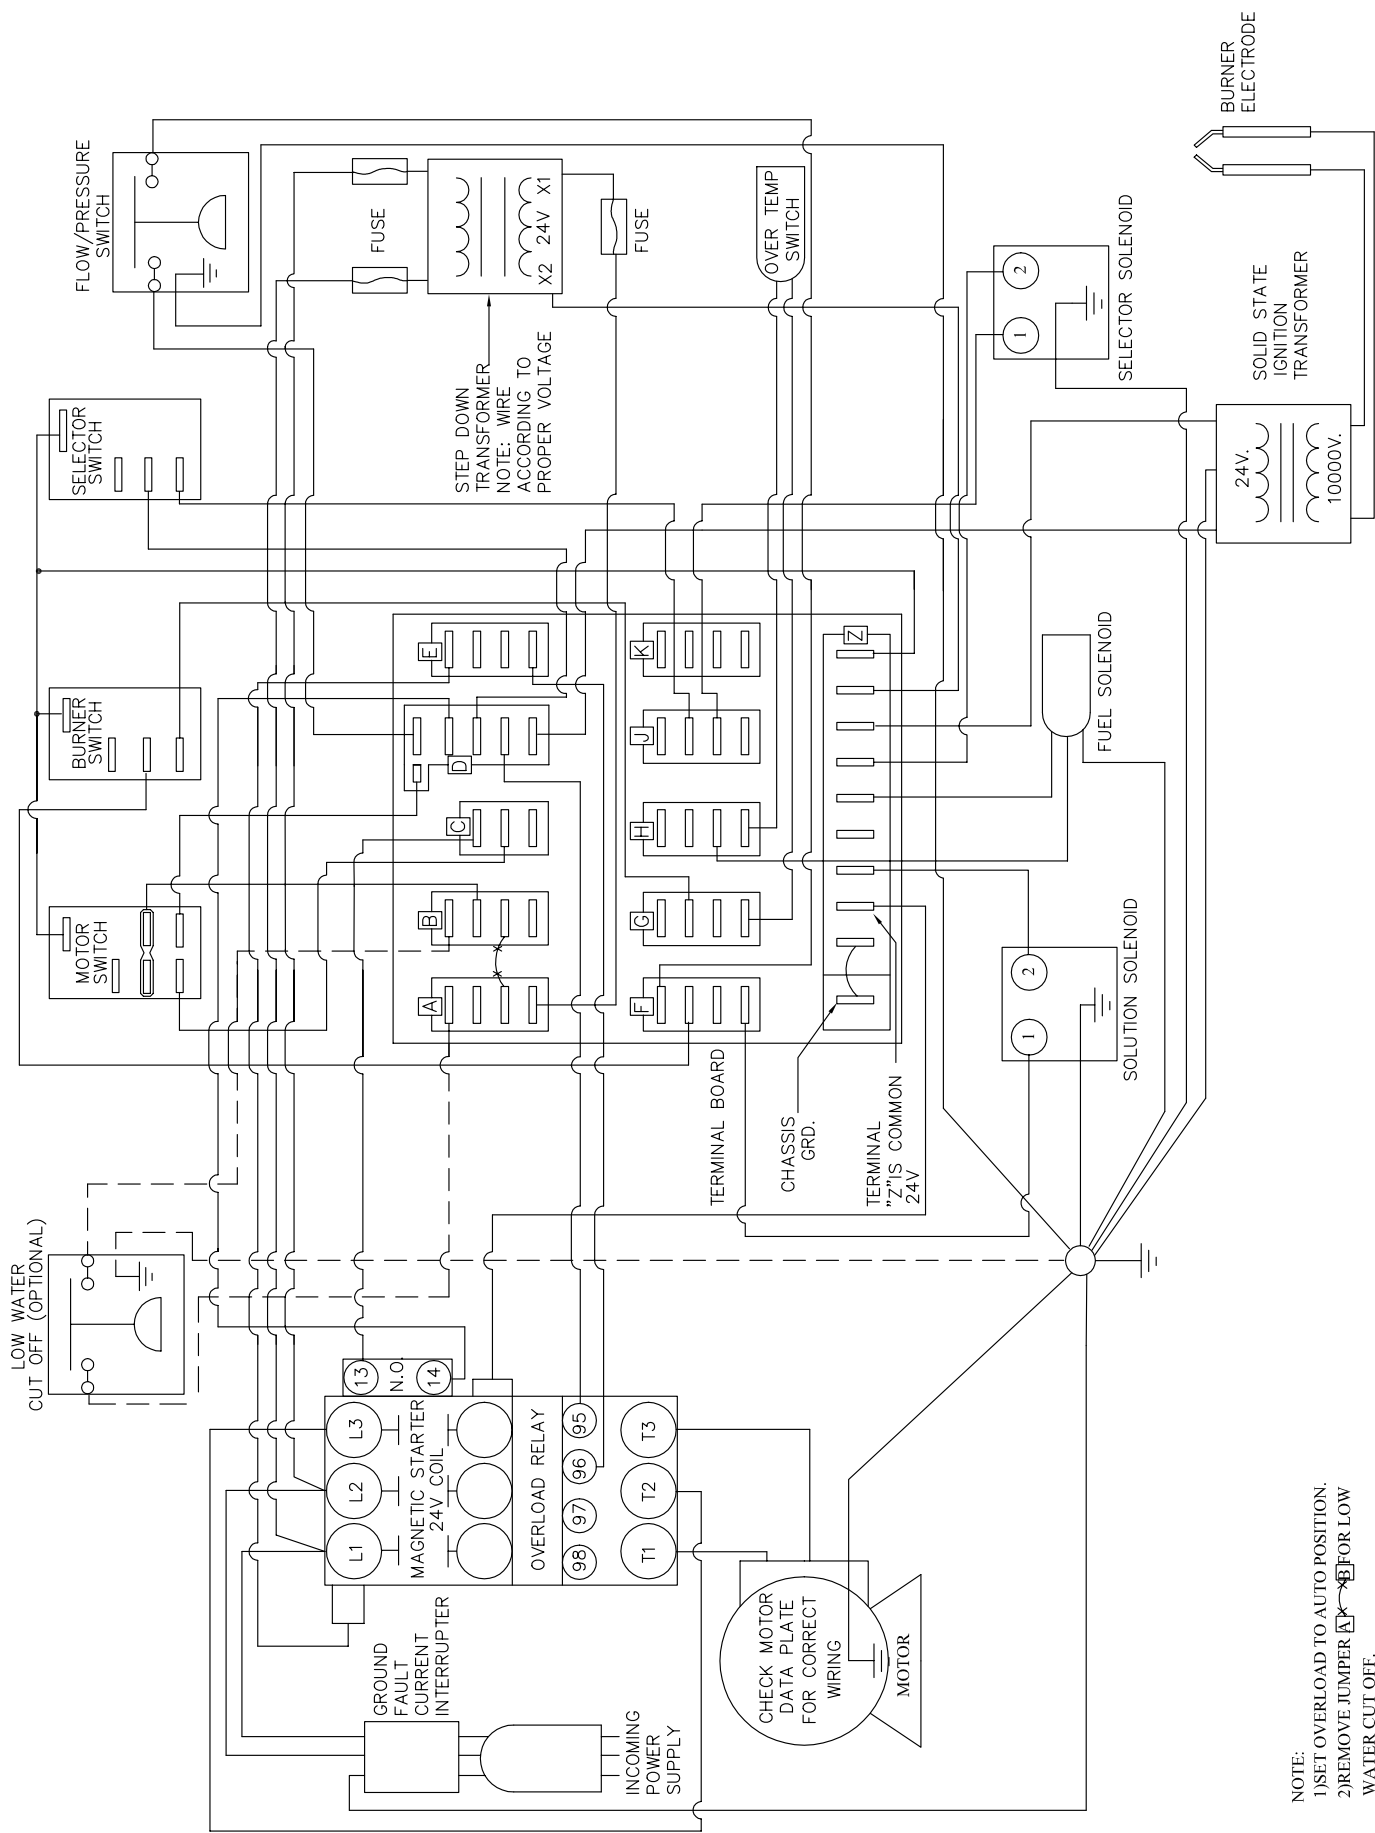 LOW WATER
CUT OFF (OPTIONAL)
MOTOR
SWITCH
BURNER
SWITCH
SELECTOR
SWITCH
FLOW/PRESSURE
SWITCH
FUSE
X2 24V X1
FUSE
STEP DOWN
TRANSFORMER
NOTE: WIRE
ACCORDING TO
PROPER VOLTAGE
OVER TEMP
SWITCH
A
B
C
D
E
F
G
H
J
K
Z
TERMINAL BOARD
CHASSIS
GRD.
TERMINAL
"Z"IS COMMON
24V
L1
L2
L3
13
N.O.
14
MAGNETIC STARTER
24V COIL
OVERLOAD RELAY
98
97
96
95
T1
T2
T3
GROUND
FAULT
CURRENT
INTERRUPTER
INCOMING
POWER
SUPPLY
CHECK MOTOR
DATA PLATE
FOR CORRECT
WIRING
MOTOR
1
2
SOLUTION SOLENOID
FUEL SOLENOID
1
2
SELECTOR SOLENOID
SOLID STATE
IGNITION
TRANSFORMER
24V.
10000V.
BURNER
ELECTRODE
NOTE:
1)SET OVERLOAD TO AUTO POSITION.
2)REMOVE JUMPER A x x B FOR LOW
WATER CUT OFF.